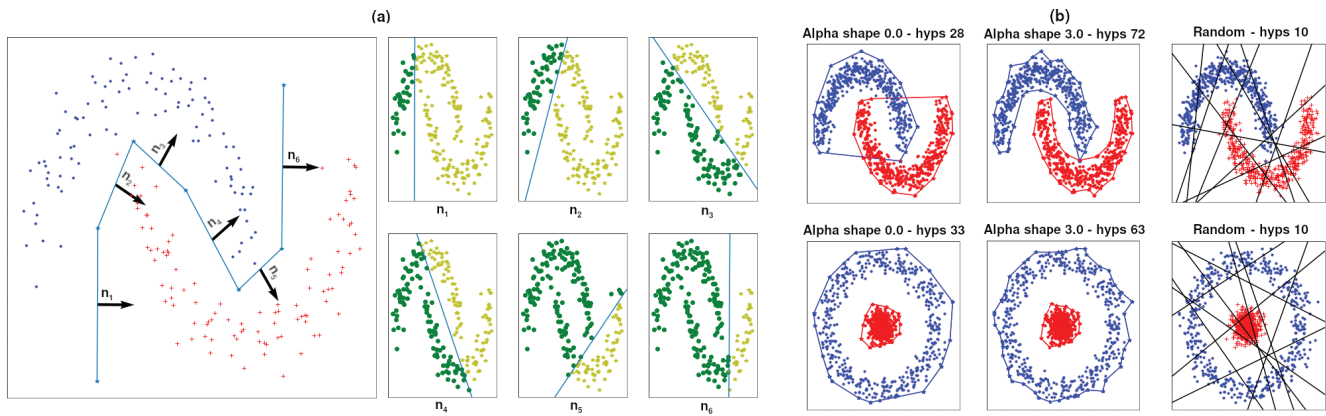 (a)
n1
n2
n3
n4
n5
n6
n1
n2
n3
n4
n5
n6
(b)
Alpha shape 0.0 - hyps 28
Alpha shape 3.0 - hyps 72
Random - hyps 10
Alpha shape 0.0 - hyps 33
Alpha shape 3.0 - hyps 63
Random - hyps 10